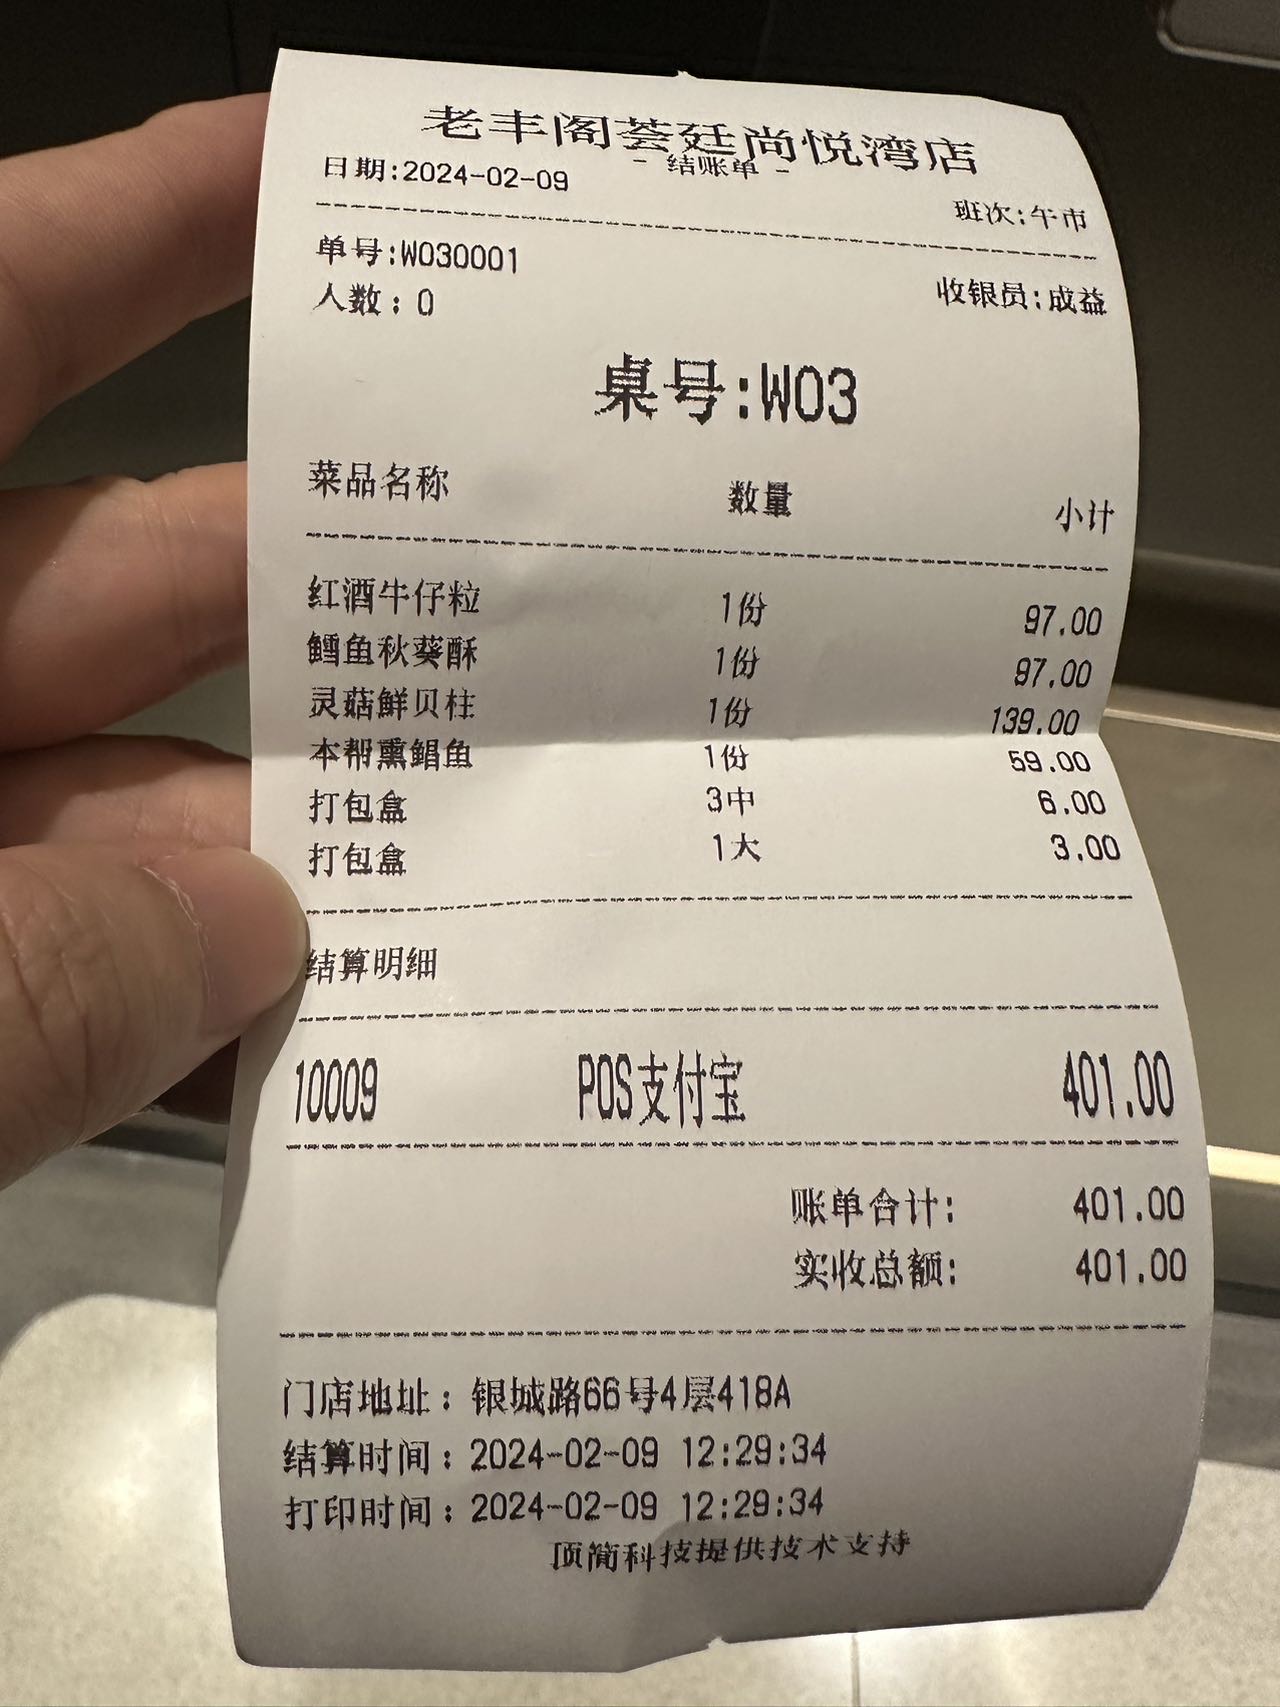 老丰阁荟廷尚悦湾店
- 结账单 -
日期:2024-02-09
班次:午市
单号:W030001
人数：0
收银员:成益
桌号:W03
菜品名称 数量 小计
红酒牛仔粒 1份 97.00
鳕鱼秋葵酥 1份 97.00
灵菇鲜贝柱 1份 139.00
本帮熏鲳鱼 1份 59.00
打包盒 3中 6.00
打包盒 1大 3.00
结算明细
10009 POS支付宝 401.00
账单合计: 401.00
实收总额: 401.00
门店地址：银城路66号4层418A
结算时间：2024-02-09 12:29:34
打印时间：2024-02-09 12:29:34
顶简科技提供技术支持